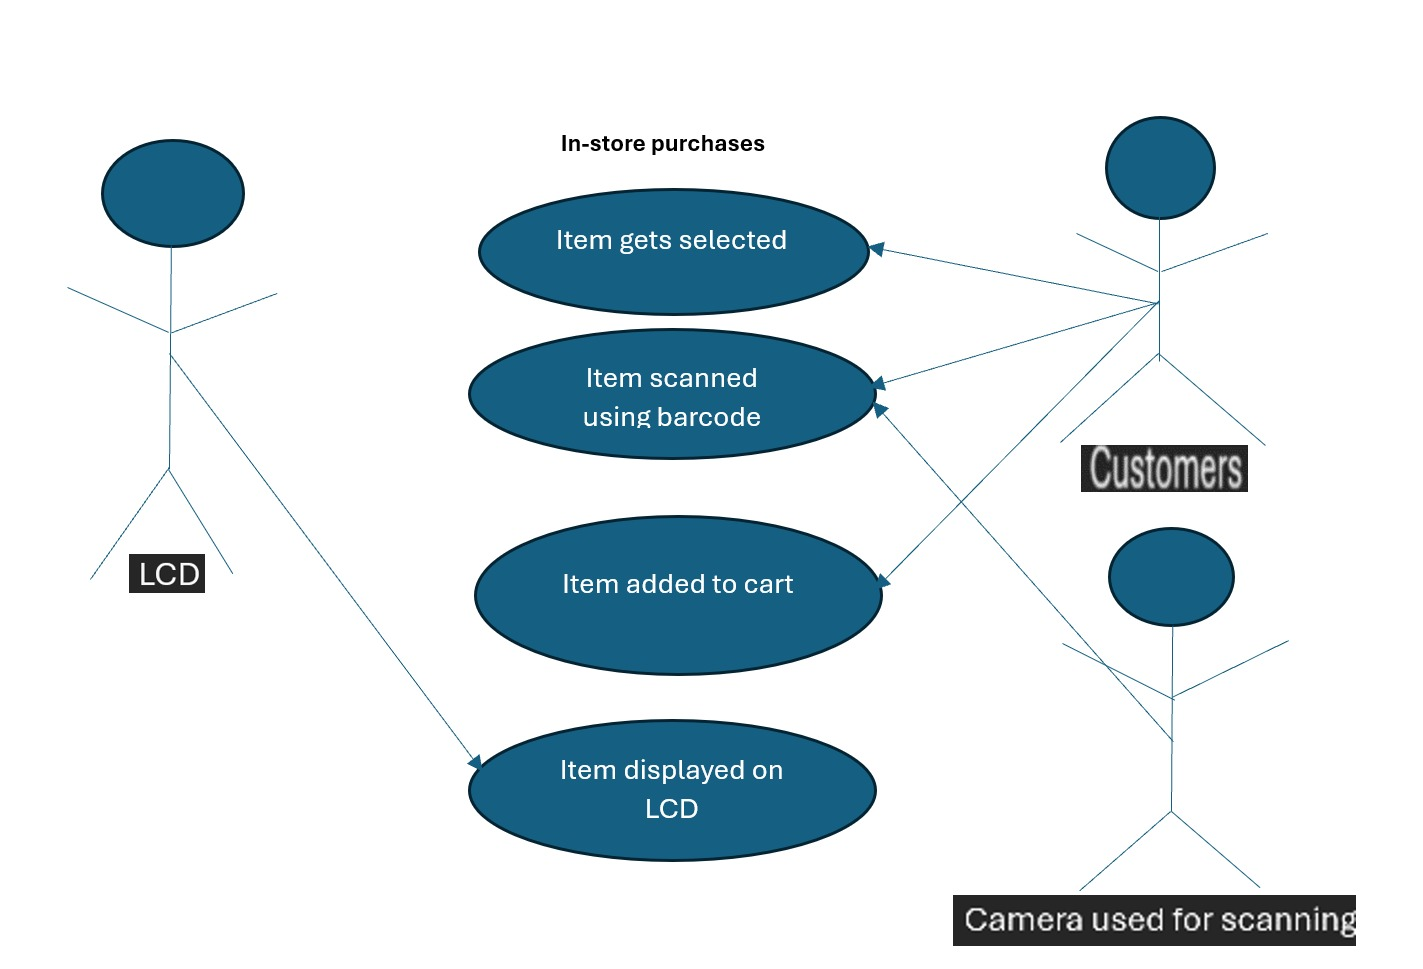 In-store purchases
Item gets selected
Item scanned
using barcode
Customers
LCD
Item added to cart
Item displayed on
LCD
Camera used for scanning